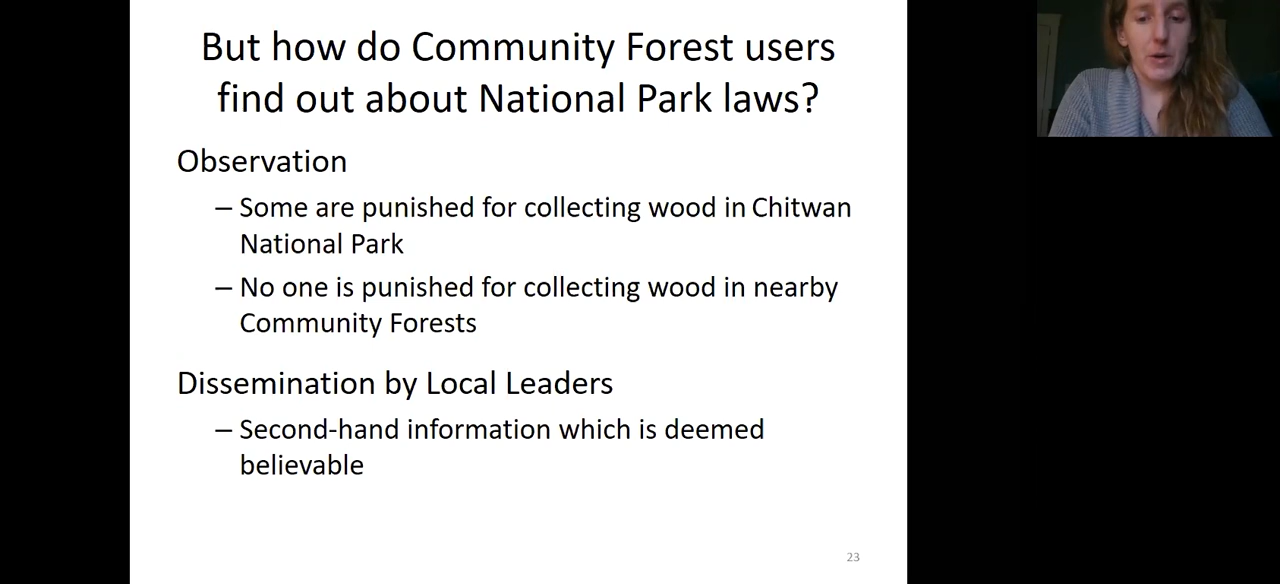 But how do Community Forest users
find out about National Park laws?
Observation
– Some are punished for collecting wood in Chitwan
National Park
– No one is punished for collecting wood in nearby
Community Forests
Dissemination by Local Leaders
– Second-hand information which is deemed
believable
23